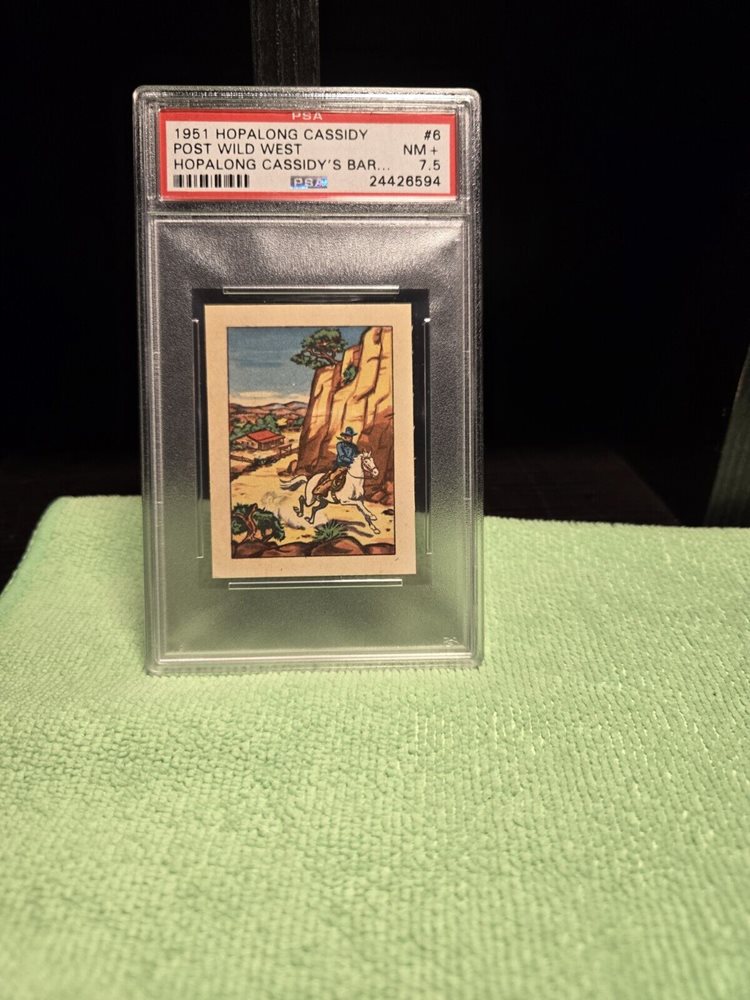 PSA
1951 HOPALONG CASSIDY #6
POST WILD WEST NM +
HOPALONG CASSIDY'S BAR... 7.5
PSA 24426594